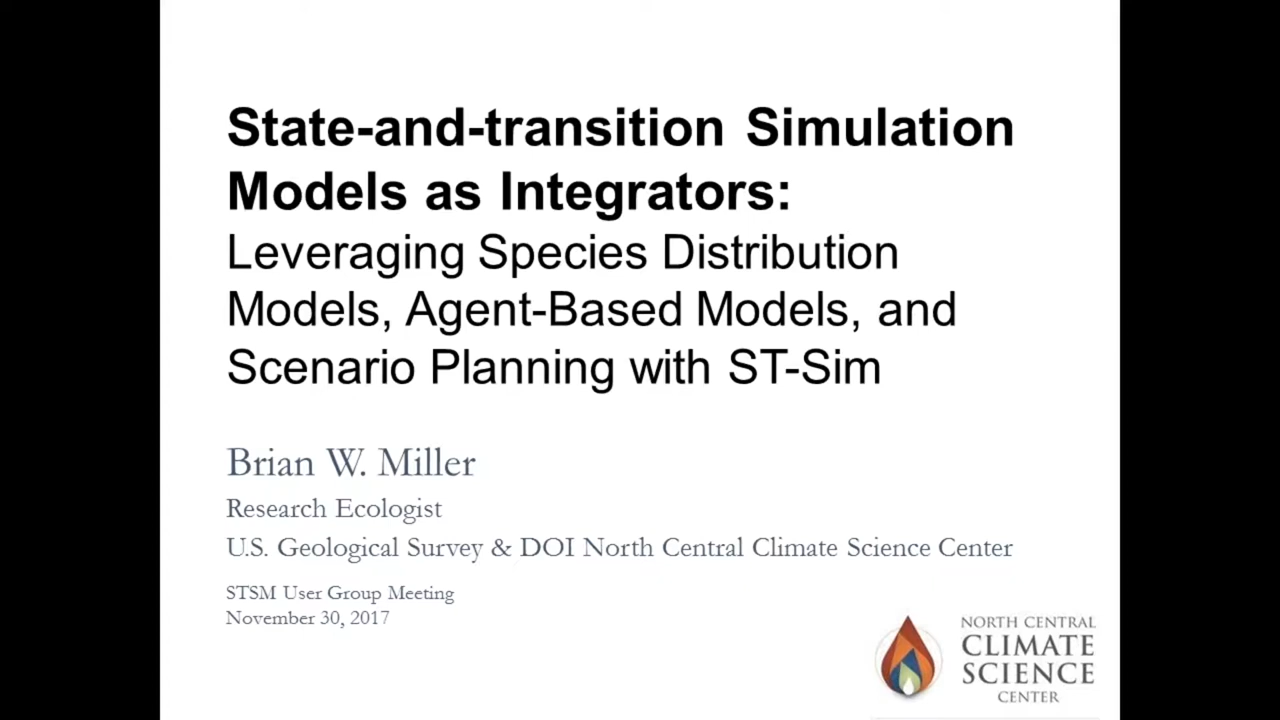 State-and-transition Simulation
Models as Integrators:
Leveraging Species Distribution
Models, Agent-Based Models, and
Scenario Planning with ST-Sim
Brian W. Miller
Research Ecologist
U.S. Geological Survey & DOI North Central Climate Science Center
STSM User Group Meeting
November 30, 2017
NORTH CENTRAL
CLIMATE
SCIENCE
CENTER